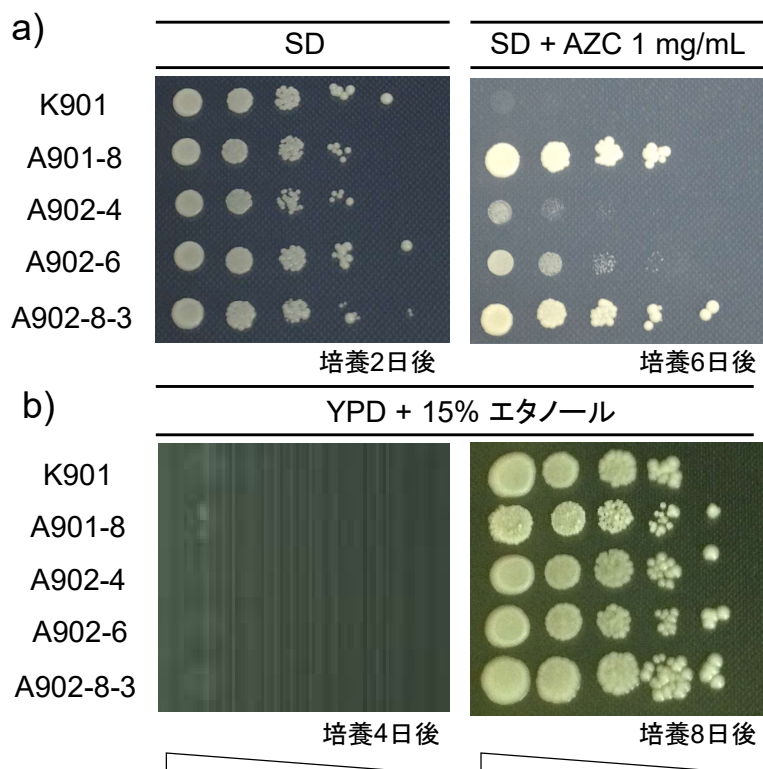 a)
SD
SD + AZC 1 mg/mL
K901
A901-8
A902-4
A902-6
A902-8-3
培養2日後
培養6日後
b)
YPD + 15% エタノール
K901
A901-8
A902-4
A902-6
A902-8-3
培養4日後
培養8日後